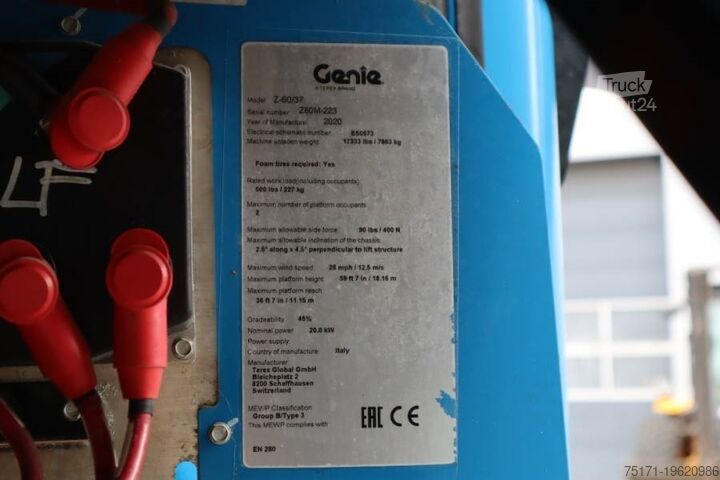 Genie
A TEREX BRAND
Model Z-60/37
Serial number Z60M-223
Year of Manufacture: 2020
Electrical schematic number ES0573
Machine unladen weight 17333 lbs / 7863 kg
Foam tires required: Yes
Rated work load(including occupants)
500 lbs / 227 kg
Maximum number of platform occupants
2
Maximum allowable side force 90 lbs / 400 N
Maximum allowable inclination of the chassis:
2.5° along x 4.5° perpendicular to lift structure
Maximum wind speed 28 mph / 12.5 m/s
Maximum platform height 59 ft 7 in / 18.16 m
Maximum platform reach
36 ft 7 in / 11.15 m
Gradeability 45%
Nominal power 20.0 kW
Power supply
Country of manufacture Italy
Manufacturer
Terex Global GmbH
Bleicheplatz 2
8200 Schaffhausen
Switzerland
MEWP Classification
Group B/Type 3
This MEWP complies with
EAC CE
EN 280
LF
Truck
24
75171-19620986